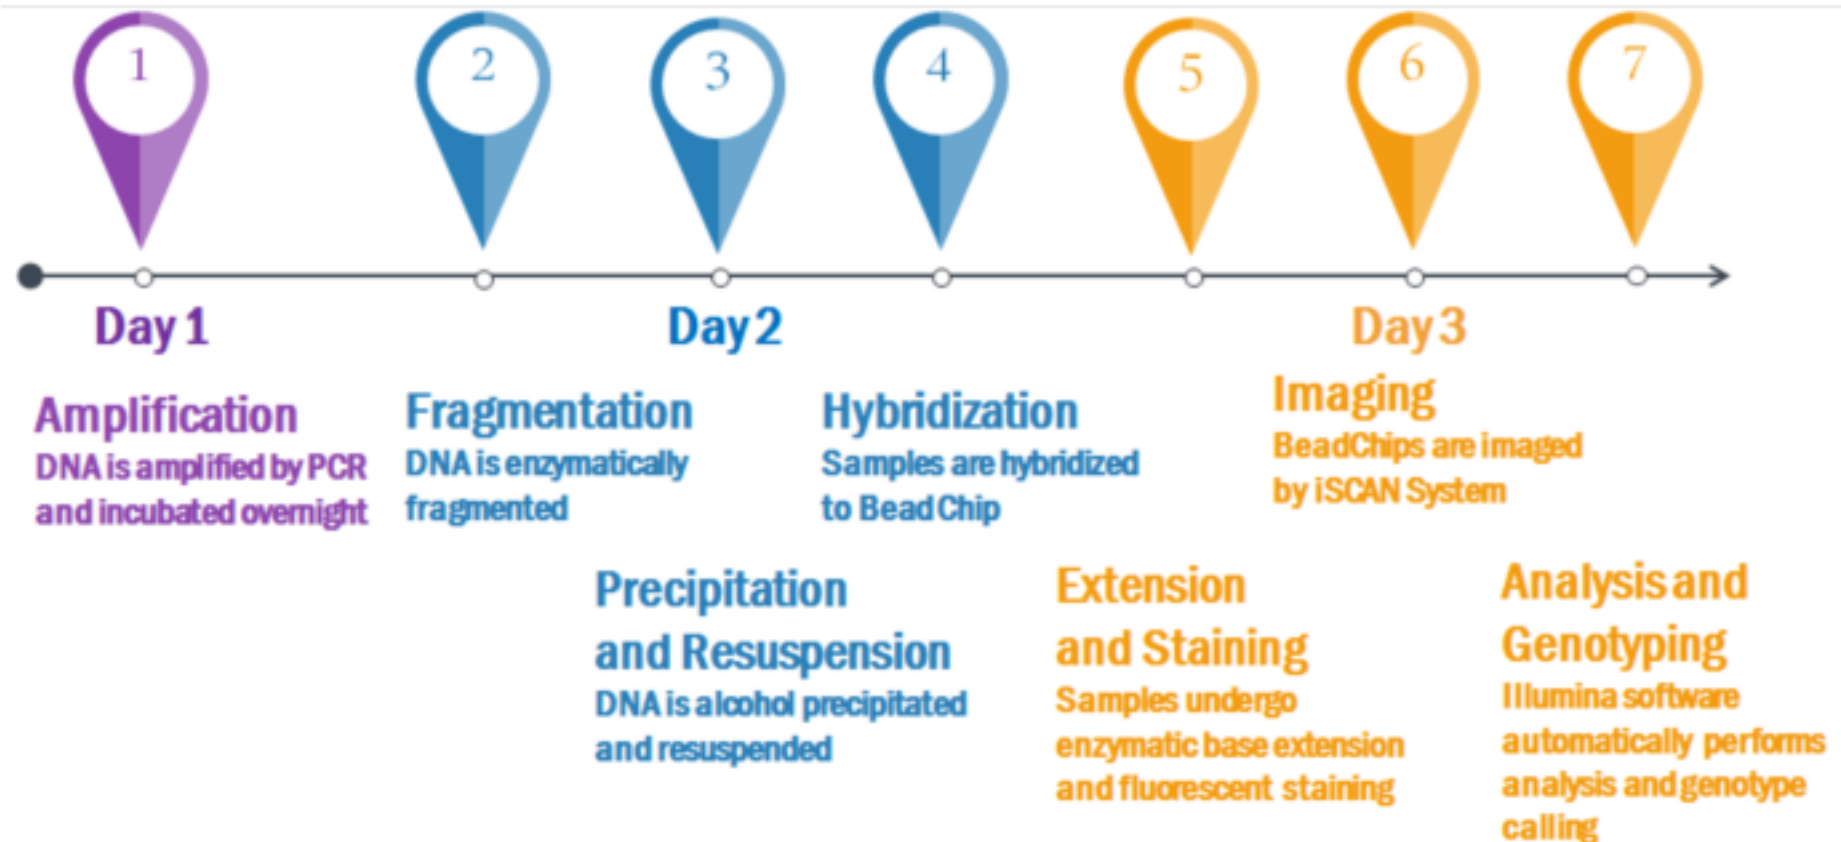 1
2
3
4
5
6
7
Day 1
Day 2
Day 3
Amplification
DNA is amplified by PCR
and incubated overnight
Fragmentation
DNA is enzymatically
fragmented
Precipitation
and Resuspension
DNA is alcohol precipitated
and resuspended
Hybridization
Samples are hybridized
to BeadChip
Extension
and Staining
Samples undergo
enzymatic base extension
and fluorescent staining
Imaging
BeadChips are imaged
by iSCAN System
Analysis and
Genotyping
Illumina software
automatically performs
analysis and genotype
calling